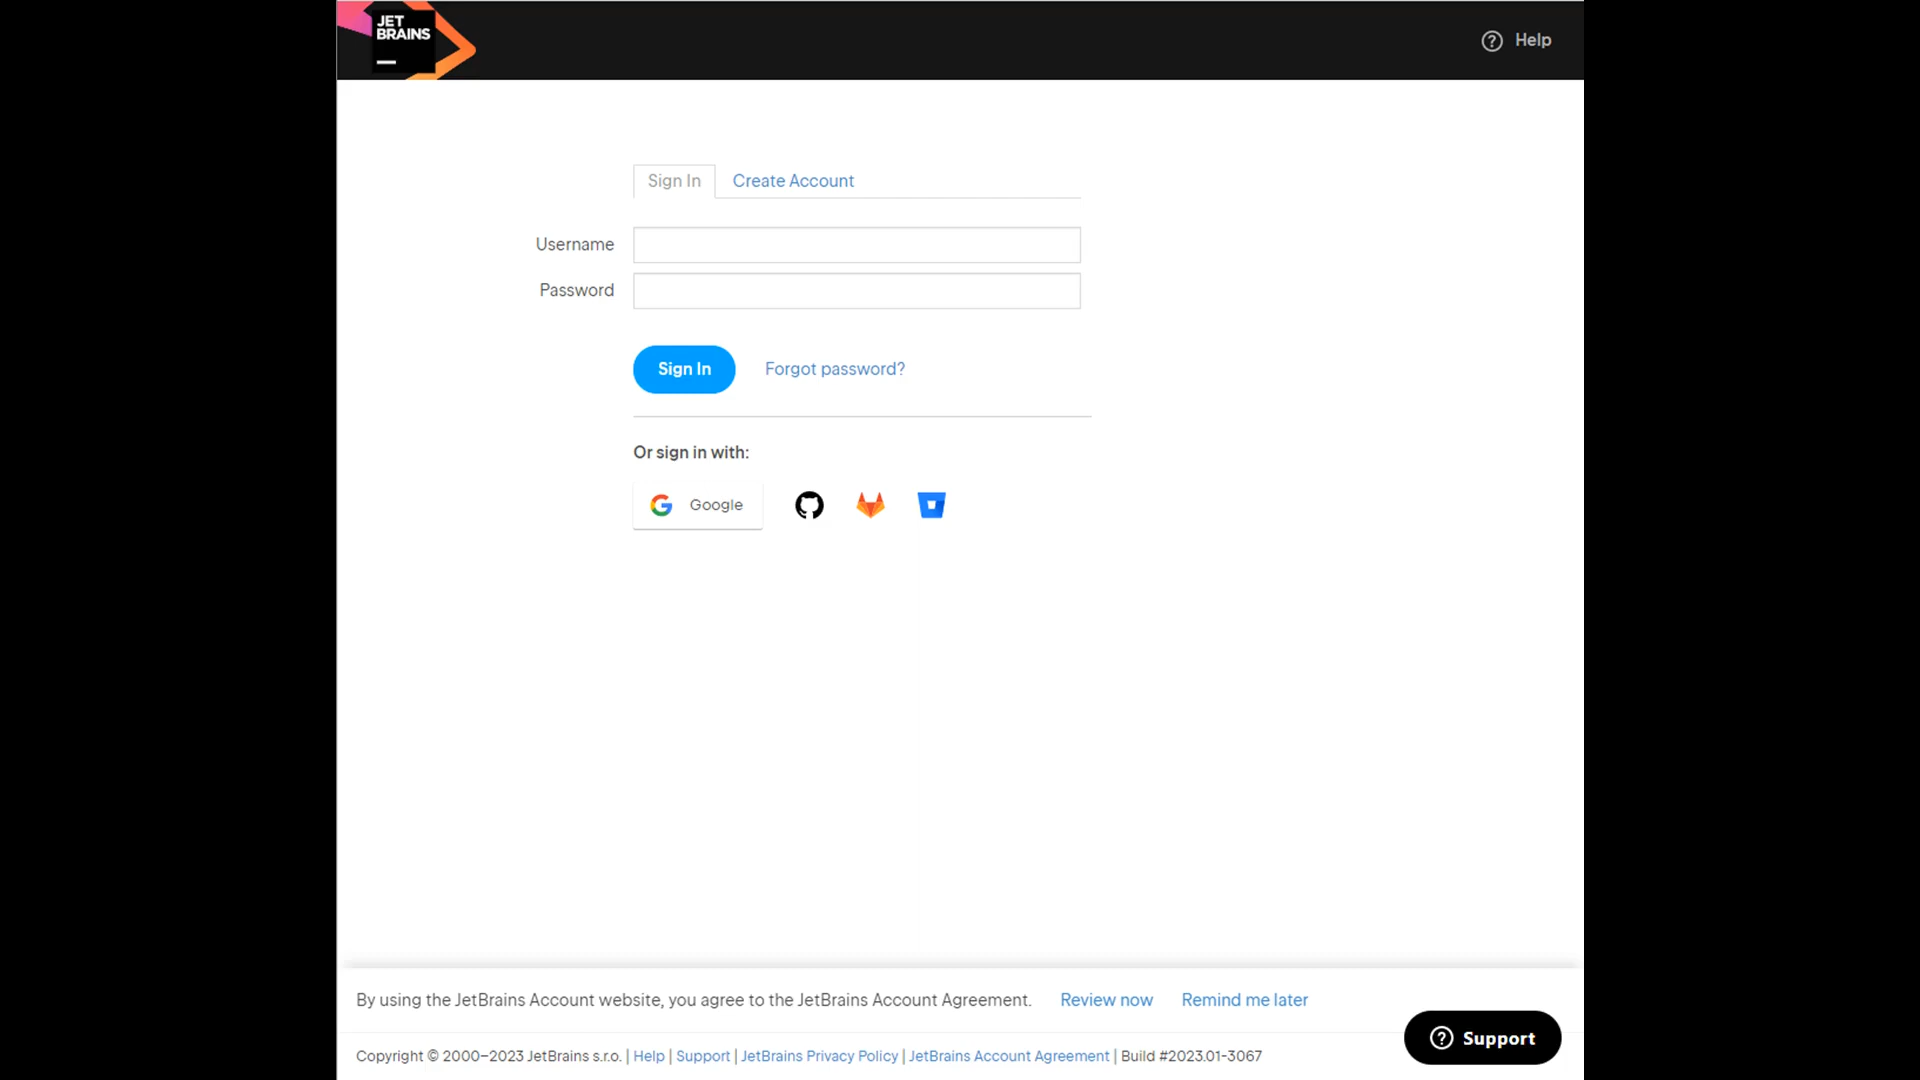 JET
BRAINS
Help
Sign In Create Account
Username
Password
Sign In Forgot password?
Or sign in with:
Google
By using the JetBrains Account website, you agree to the JetBrains Account Agreement. Review now Remind me later
Support
Copyright © 2000–2023 JetBrains s.r.o. | Help | Support | JetBrains Privacy Policy | JetBrains Account Agreement | Build #2023.01-3067